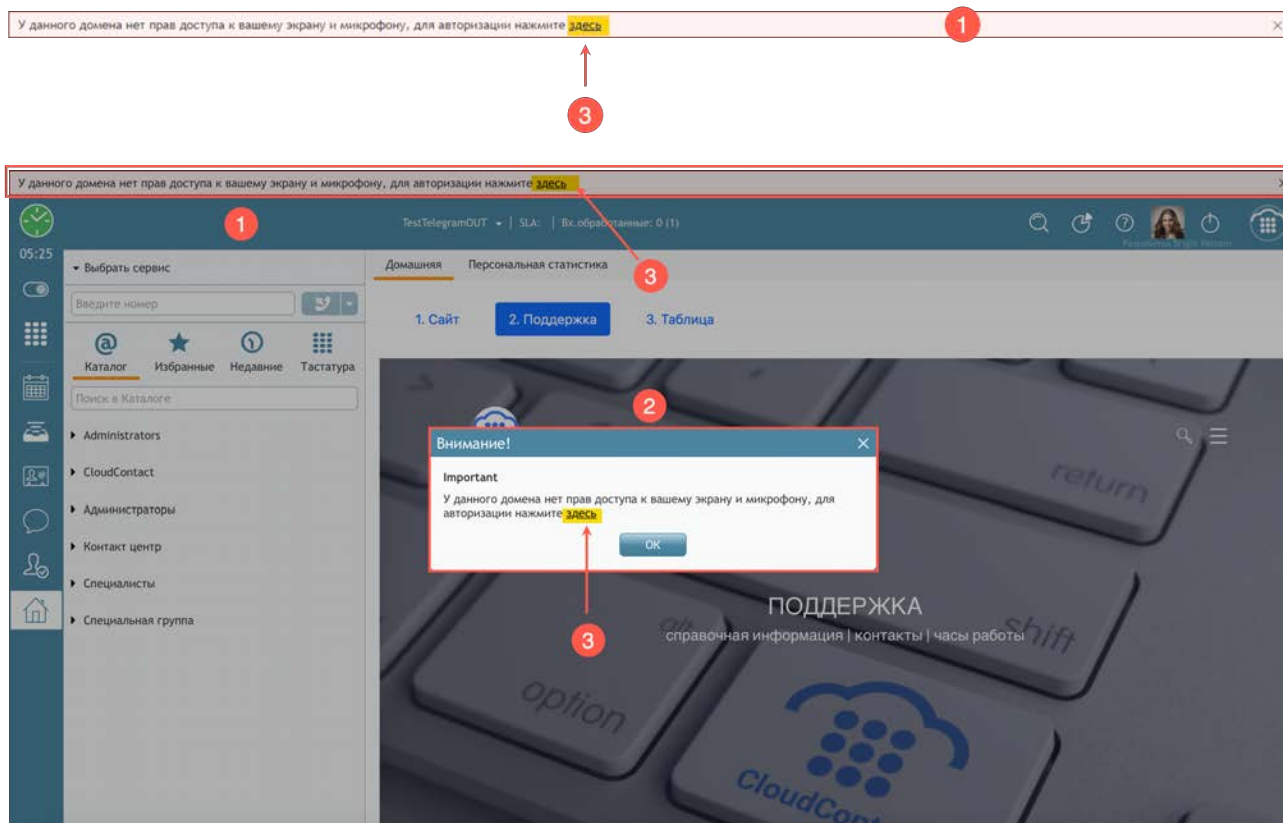 У данного домена нет прав доступа к вашему экрану и микрофону, для авторизации нажмите здесь
1
3
У данного домена нет прав доступа к вашему экрану и микрофону, для авторизации нажмите здесь
1
TestTelegramOUT | SLA: | Вх.обработанные: 0 (1)
Разработка Bright Pattern
05:25
Выбрать сервис
Домашняя Персональная статистика
3
Введите номер
1. Сайт 2. Поддержка 3. Таблица
Каталог Избранные Недавние Тастатура
Поиск в Каталоге
2
Administrators
CloudContact
Администраторы
Контакт центр
Специалисты
Специальная группа
Внимание!
Important
У данного домена нет прав доступа к вашему экрану и микрофону, для
авторизации нажмите здесь
OK
3
return
ПОДДЕРЖКА
справочная информация | контакты | часы работы
alt
shift
option
CloudCont